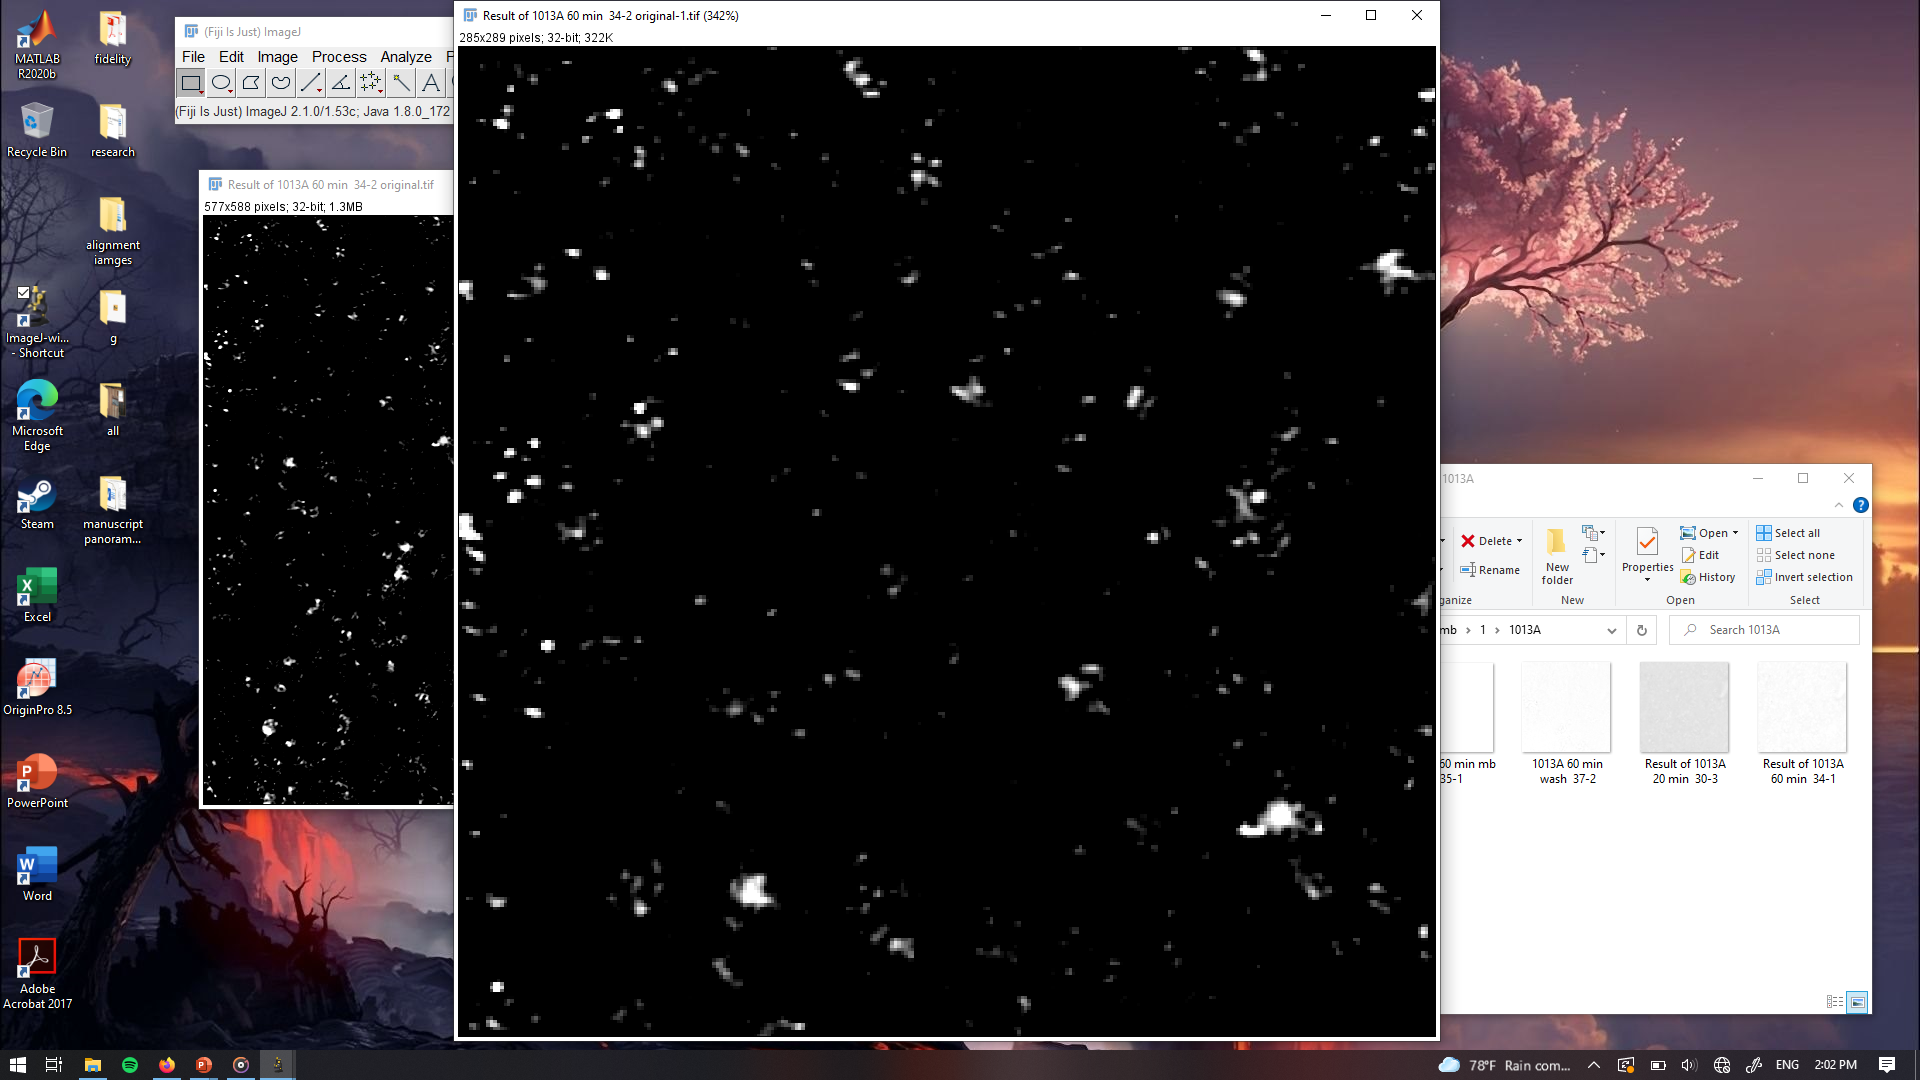 MATLAB
R2020b
fidelity
Recycle Bin
research
alignment
iamges
ImageJ-wi...
- Shortcut
g
Microsoft
Edge
all
Steam
manuscript
panoram...
Excel
OriginPro 8.5
PowerPoint
Word
Adobe
Acrobat 2017
(Fiji Is Just) ImageJ
File Edit Image Process Analyze
(Fiji Is Just) ImageJ 2.1.0/1.53c; Java 1.8.0_172
Result of 1013A 60 min  34-2 original.tif
577x588 pixels; 32-bit; 1.3MB
Result of 1013A 60 min  34-2 original-1.tif (342%)
285x289 pixels; 32-bit; 322K
1013A
Delete
Rename
New
folder
Properties
Open
Edit
History
Select all
Select none
Invert selection
ganize
New
Open
Select
mb > 1 > 1013A
Search 1013A
60 min mb
35-1
1013A 60 min
wash  37-2
Result of 1013A
20 min  30-3
Result of 1013A
60 min  34-1
78°F Rain com...
ENG
2:02 PM